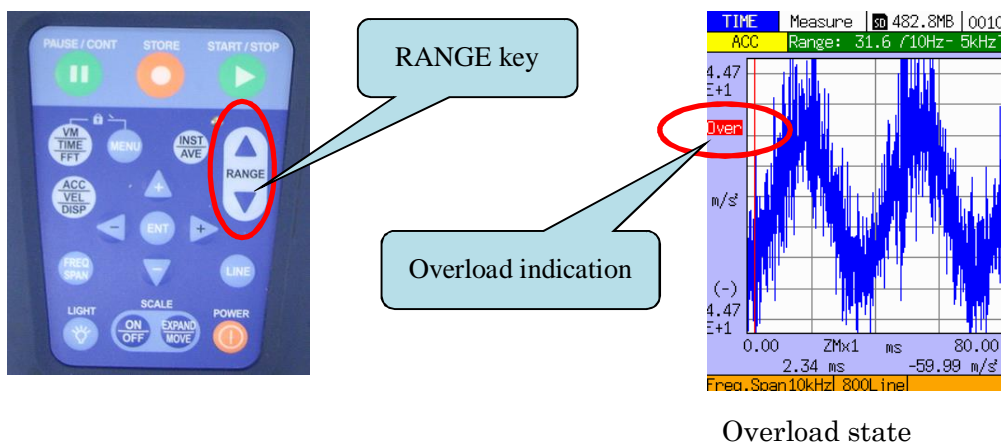 PAUSE / CONT STORE START / STOP
VM
TIME
FFT
MENU
INST
AVE
RANGE
ACC
VEL
DISP
+
−
ENT
+
−
FREQ
SPAN
LINE
LIGHT
SCALE
ON
OFF
EXPAND
MOVE
POWER
RANGE key
Overload indication
TIME Measure SD 482.8MB 0010
ACC Range: 31.6 /10Hz- 5kHz
4.47
E+1
Over
m/s²
(-)
4.47
E+1
0.00 ZMx1 ms 80.00
2.34 ms -59.99 m/s²
Freq.Span 10kHz 800Line
Overload state